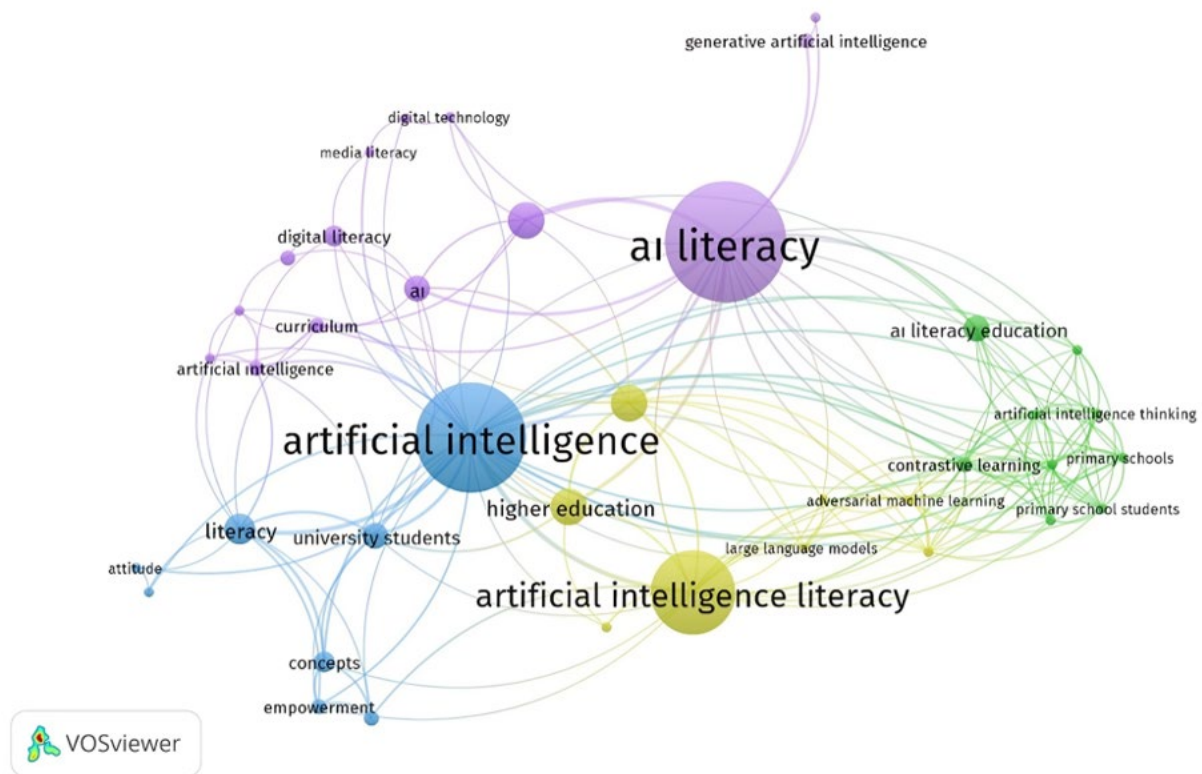 generative artificial intelligence
digital technology
media literacy
digital literacy
aı literacy
aı
curriculum
aı literacy education
artificial intelligence
artificial intelligence thinking
artificial intelligence
primary schools
contrastive learning
adversarial machine learning
higher education
primary school students
literacy
university students
large language models
attitude
artificial intelligence literacy
concepts
empowerment
VOSviewer